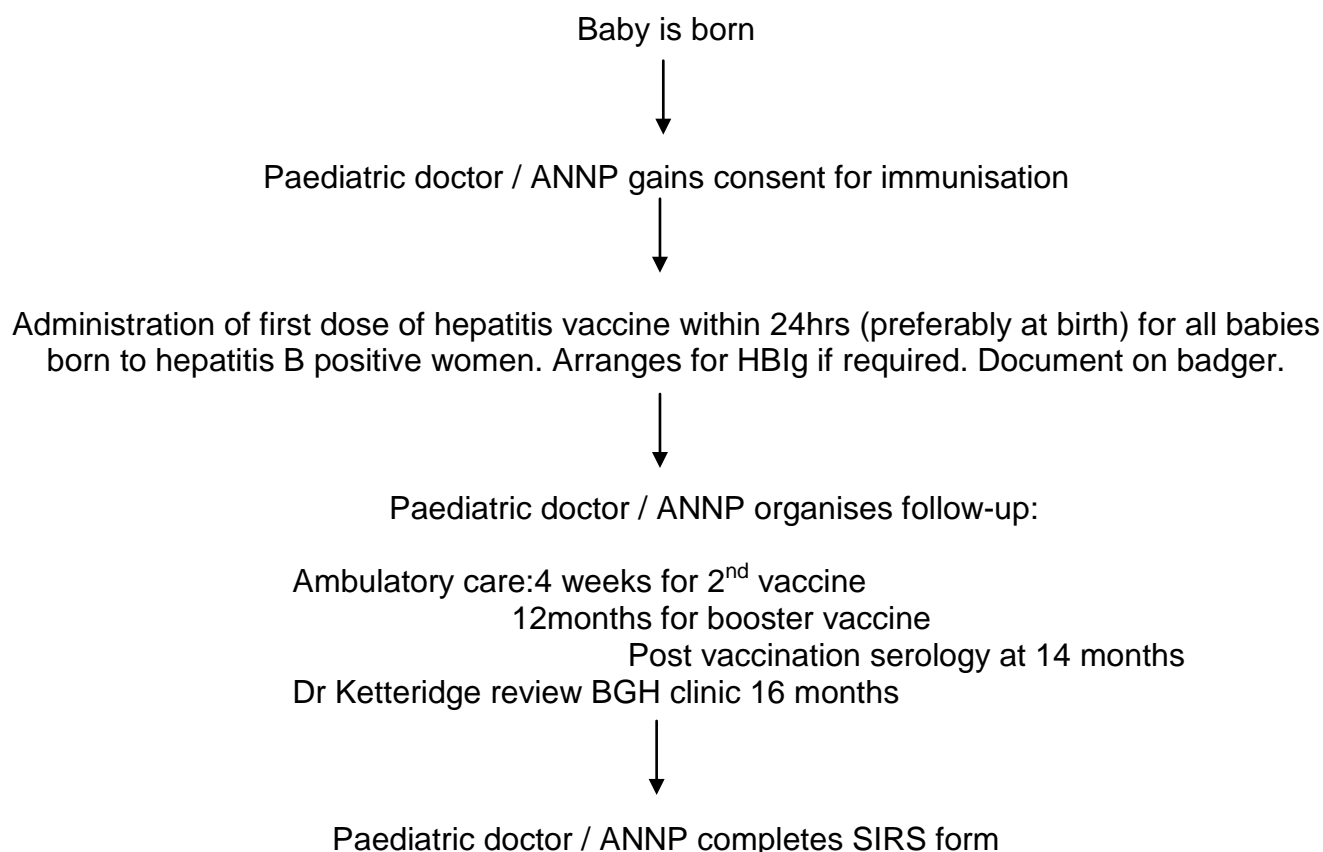 Baby is born
Paediatric doctor / ANNP gains consent for immunisation
Administration of first dose of hepatitis vaccine within 24hrs (preferably at birth) for all babies
born to hepatitis B positive women. Arranges for HBIg if required. Document on badger.
Paediatric doctor / ANNP organises follow-up:
Ambulatory care:4 weeks for 2nd vaccine
12months for booster vaccine
Post vaccination serology at 14 months
Dr Ketteridge review BGH clinic 16 months
Paediatric doctor / ANNP completes SIRS form